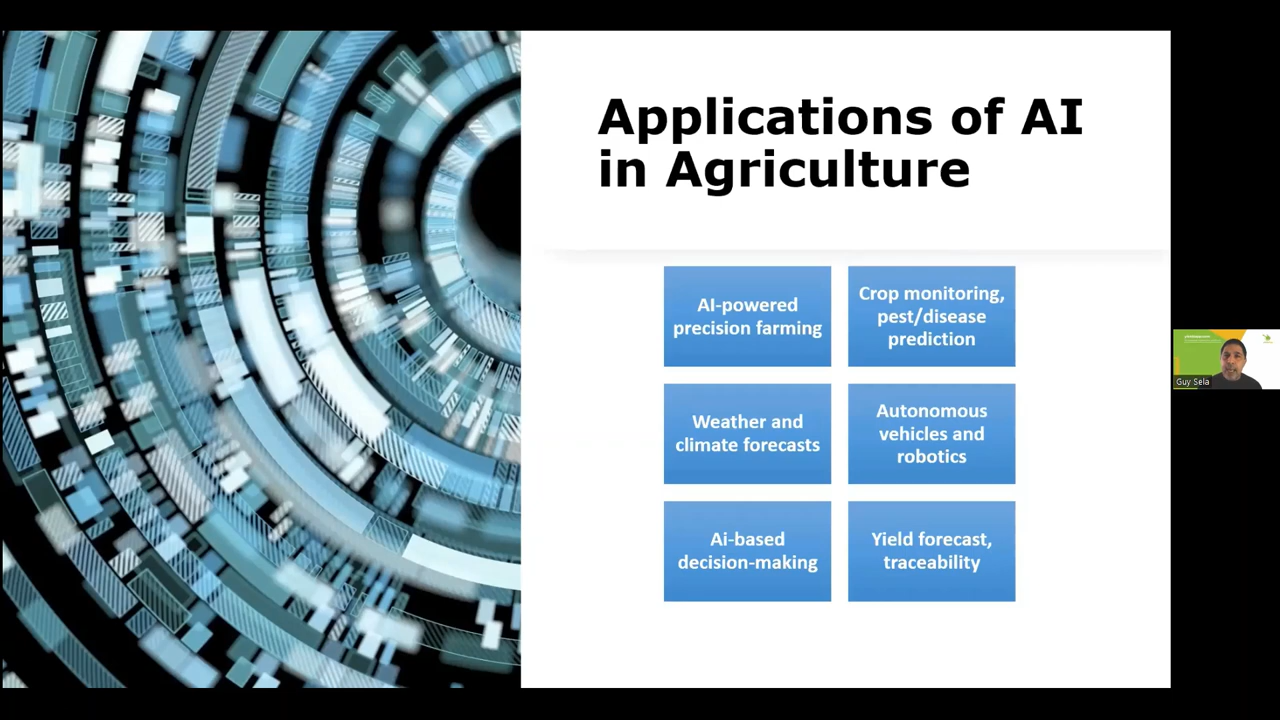 Applications of AI
in Agriculture
AI-powered
precision farming
Crop monitoring,
pest/disease
prediction
Weather and
climate forecasts
Autonomous
vehicles and
robotics
Ai-based
decision-making
Yield forecast,
traceability
Guy Sela